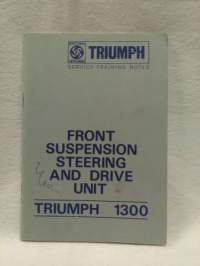 TRIUMPH
SERVICE TRAINING NOTES
FRONT
SUSPENSION
STEERING
AND DRIVE
UNIT
TRIUMPH 1300